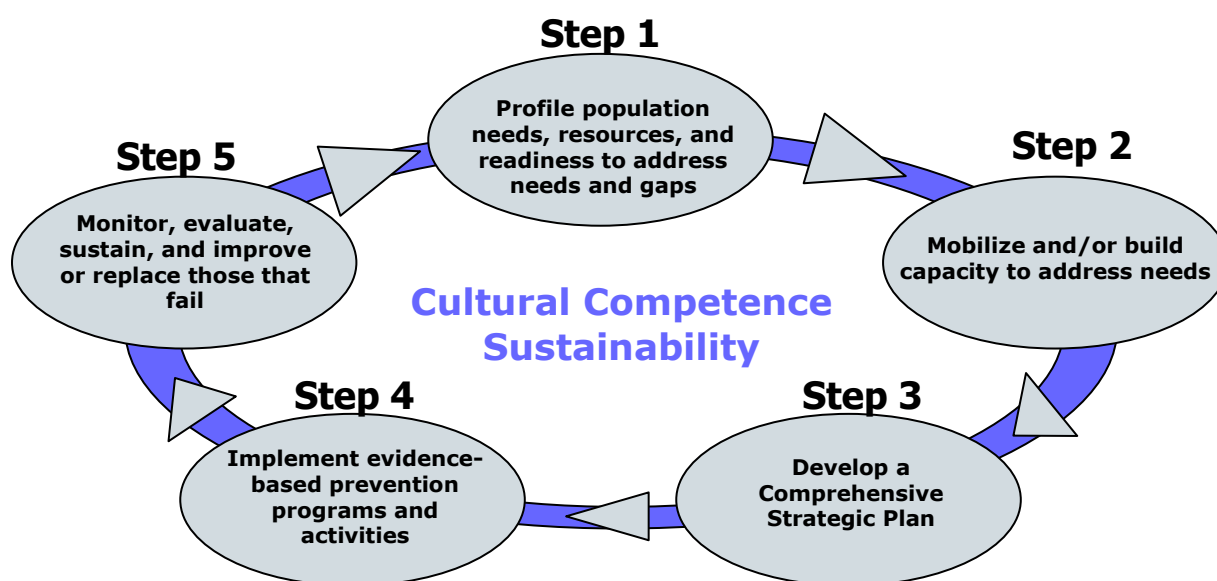 Step 1
Profile population
needs, resources, and
readiness to address
needs and gaps
Step 2
Mobilize and/or build
capacity to address needs
Step 3
Develop a
Comprehensive
Strategic Plan
Step 4
Implement evidence-
based prevention
programs and
activities
Step 5
Monitor, evaluate,
sustain, and improve
or replace those that
fail
Cultural Competence
Sustainability